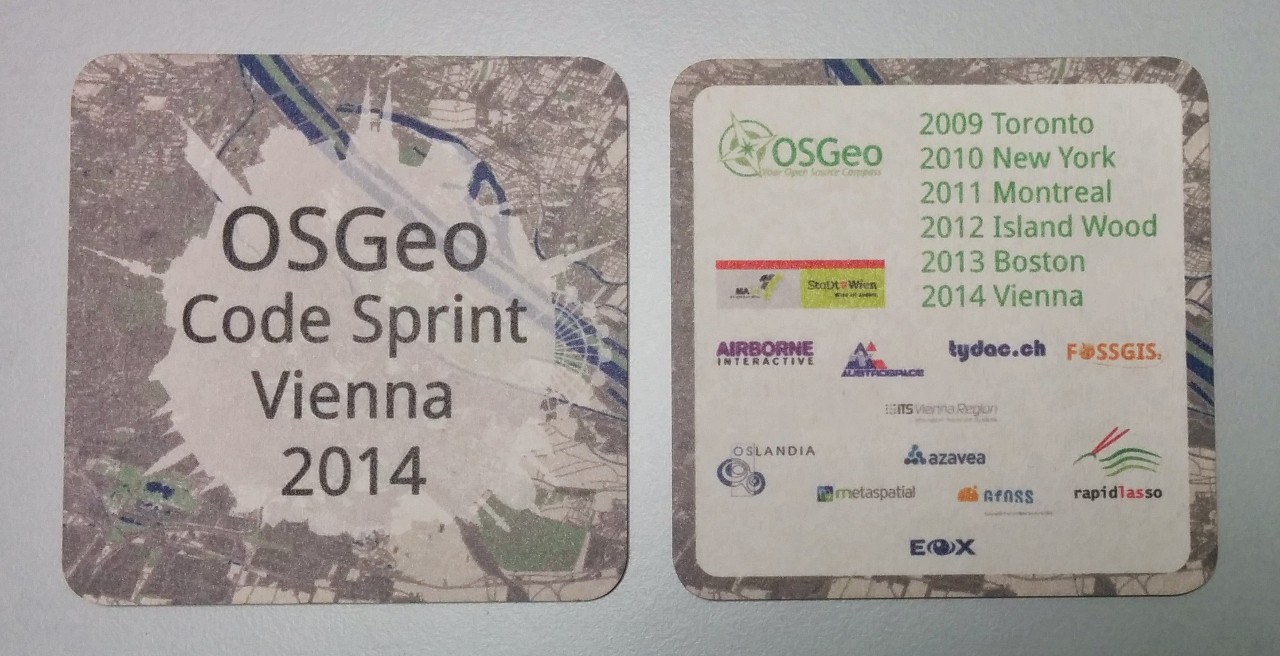 OSGeo
Code Sprint
Vienna
2014
OSGeo
Your Open Source Compass
2009 Toronto
2010 New York
2011 Montreal
2012 Island Wood
2013 Boston
2014 Vienna
MA
StaDt Wien
AIRBORNE
INTERACTIVE
AUSTROSPACE
tydac.ch
FOSSGIS
ITS Vienna Region
OSLANDIA
azavea
metaspatial
AfOSS
rapidlasso
EOX